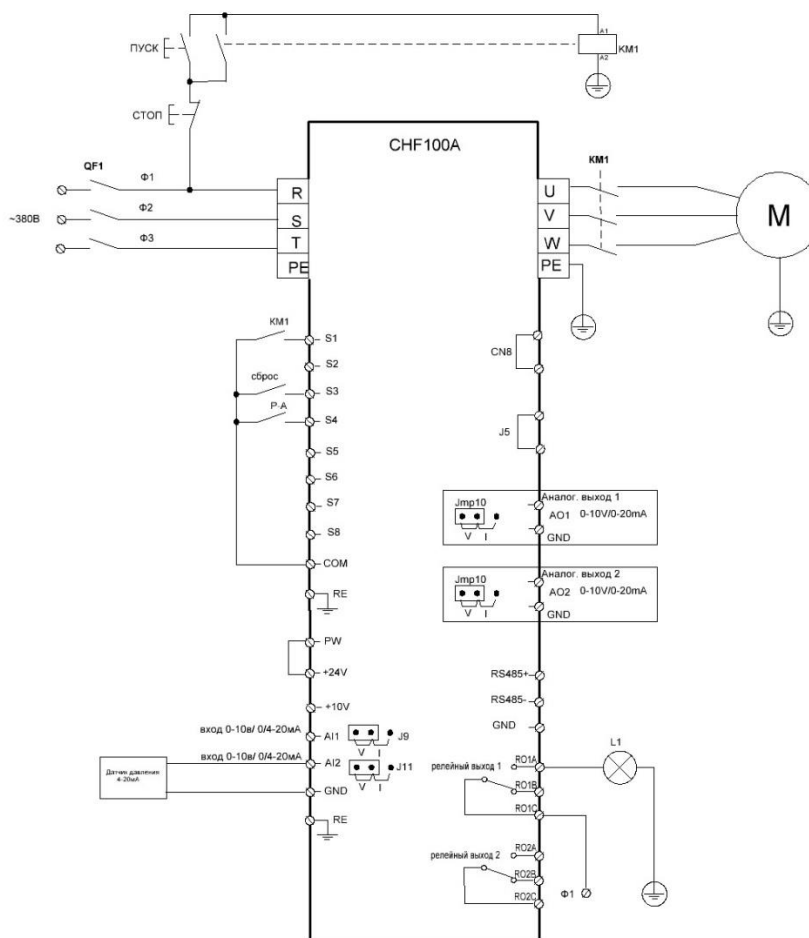 ПУСК
A1
KM1
A2
СТОП
CHF100A
QF1
KM1
Ф1
R
U
~380В
Ф2
S
V
M
Ф3
T
W
PE
PE
KM1
S1
S2
CN8
сброс
S3
P-A
S4
J5
S5
S6
S7
S8
COM
RE
Jmp10
Аналог. выход 1
AO1 0-10V/0-20mA
V I
GND
Jmp10
Аналог. выход 2
AO2 0-10V/0-20mA
V I
GND
PW
+24V
+10V
RS485+
RS485-
GND
вход 0-10в/ 0/4-20мА
AI1
J9
V I
вход 0-10в/ 0/4-20мА
AI2
J11
V I
Датчик давления
4-20мА
GND
RE
L1
релейный выход 1
RO1A
RO1B
RO1C
релейный выход 2
RO2A
RO2B
RO2C
Ф1